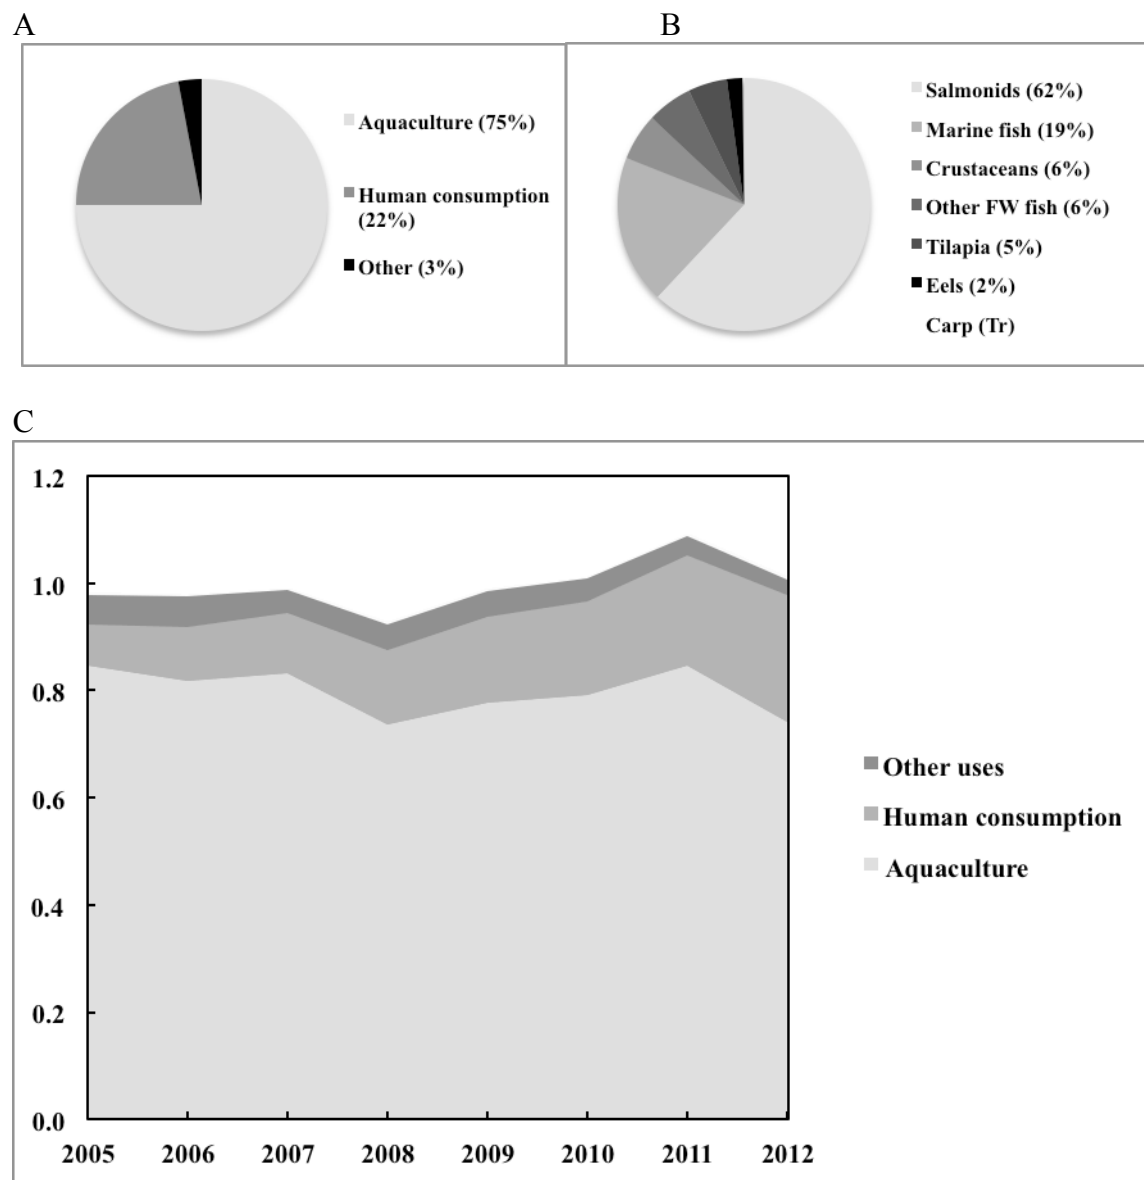 A
B
Aquaculture (75%)
Human consumption
(22%)
Other (3%)
Salmonids (62%)
Marine fish (19%)
Crustaceans (6%)
Other FW fish (6%)
Tilapia (5%)
Eels (2%)
Carp (Tr)
C
1.2
1.0
0.8
0.6
0.4
0.2
0.0
2005 2006 2007 2008 2009 2010 2011 2012
Other uses
Human consumption
Aquaculture